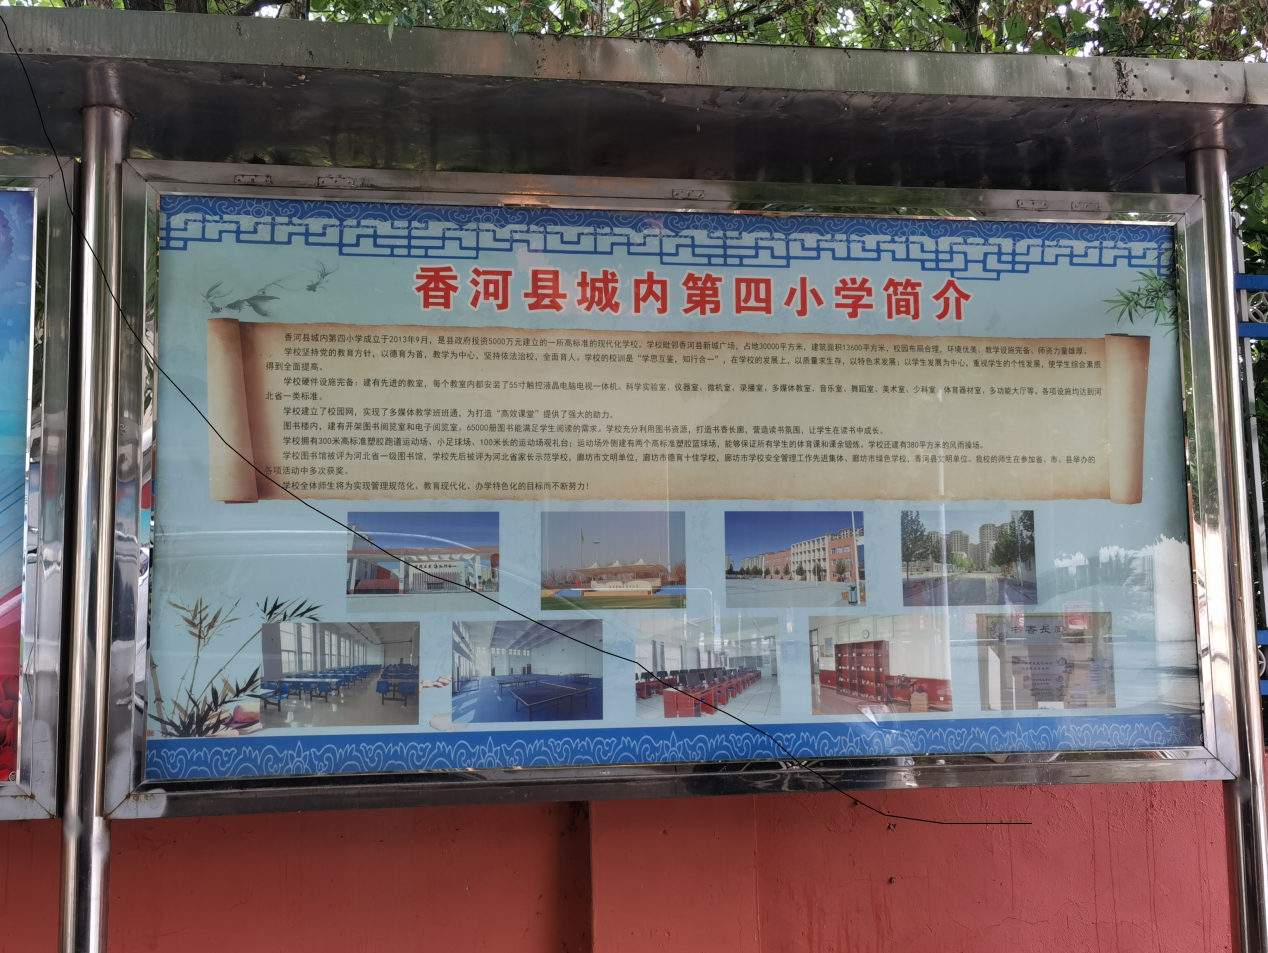 香河县城内第四小学简介
香河县城内第四小学成立于2013年9月，是县政府投资5000万元建立的一所高标准的现代化学校。学校毗邻香河县新城广场，占地30000平方米，建筑面积13600平方米，校园布局合理，环境优美，教学设施完备，师资力量雄厚。
学校坚持党的教育方针，以德育为首，教学为中心，坚持依法治校，全面育人。学校的校训是“学思互鉴，知行合一”，在学校的发展上，以质量求生存，以特色求发展；以学生发展为中心，重视学生的个性发展，使学生综合素质
得到全面提高。
学校硬件设施完备：建有先进的教室，每个教室内都安装了55寸触控液晶电脑电视一体机，科学实验室、仪器室、微机室、录播室、多媒体教室、音乐室、舞蹈室、美术室、少科室、体育器材室、多功能大厅等，各项设施均达到河
北省一类标准。
学校建立了校园网，实现了多媒体教学班班通，为打造“高效课堂”提供了强大的助力。
图书楼内，建有开架图书阅览室和电子阅览室。65000册图书能满足学生阅读的需求。学校充分利用图书资源，打造书香长廊，营造读书氛围，让学生在读书中成长。
学校拥有300米高标准塑胶跑道运动场、小足球场、100米长的运动场观礼台；运动场外侧建有两个高标准塑胶篮球场，能够保证所有学生的体育课和课余锻炼。学校还建有380平方米的风雨操场。
学校图书馆被评为河北省一级图书馆，学校先后被评为河北省家长示范学校，廊坊市文明单位，廊坊市德育十佳学校，廊坊市学校安全管理工作先进集体、廊坊市绿色学校，香河县文明单位。我校的师生在参加省、市、县举办的
各项活动中多次获奖。
学校全体师生将为实现管理规范化、教育现代化、办学特色化的目标而不断努力！
书香长廊